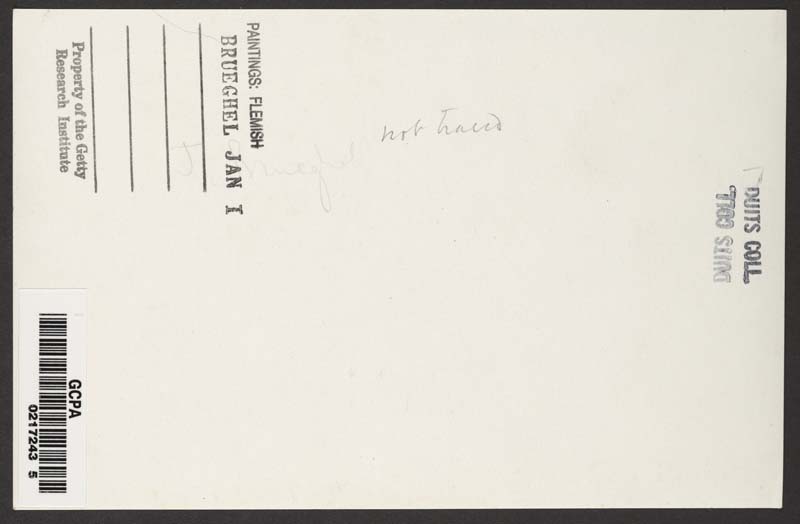 PAINTINGS: FLEMISH
BRUEGHEL JAN I
Property of the Getty
Research Institute
not traced
J. Brueghel
DUITS COLL.
DUITS COLL.
GCPA
0217243 5